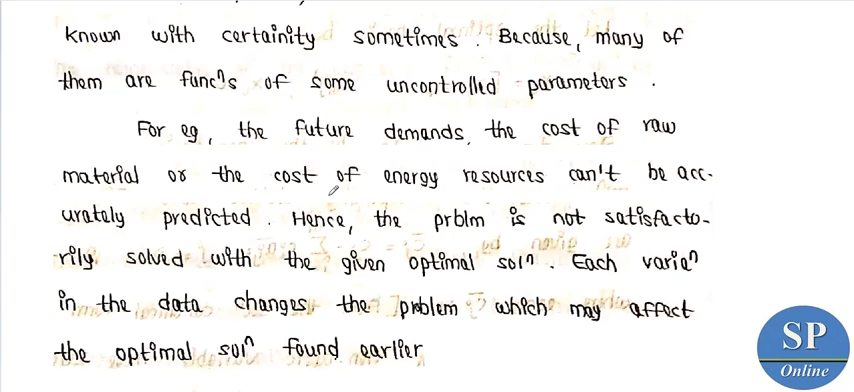 known with certainity sometimes. Because, many of
them are funcⁿs of some uncontrolled parameters.
For eg, the future demands, the cost of raw
material or the cost of energy resources can't be acc-
urately predicted. Hence, the prblm is not satisfacto-
rily solved with the given optimal solⁿ. Each variaⁿ
in the data changes the problem which may affect
the optimal solⁿ found earlier
SP
Online